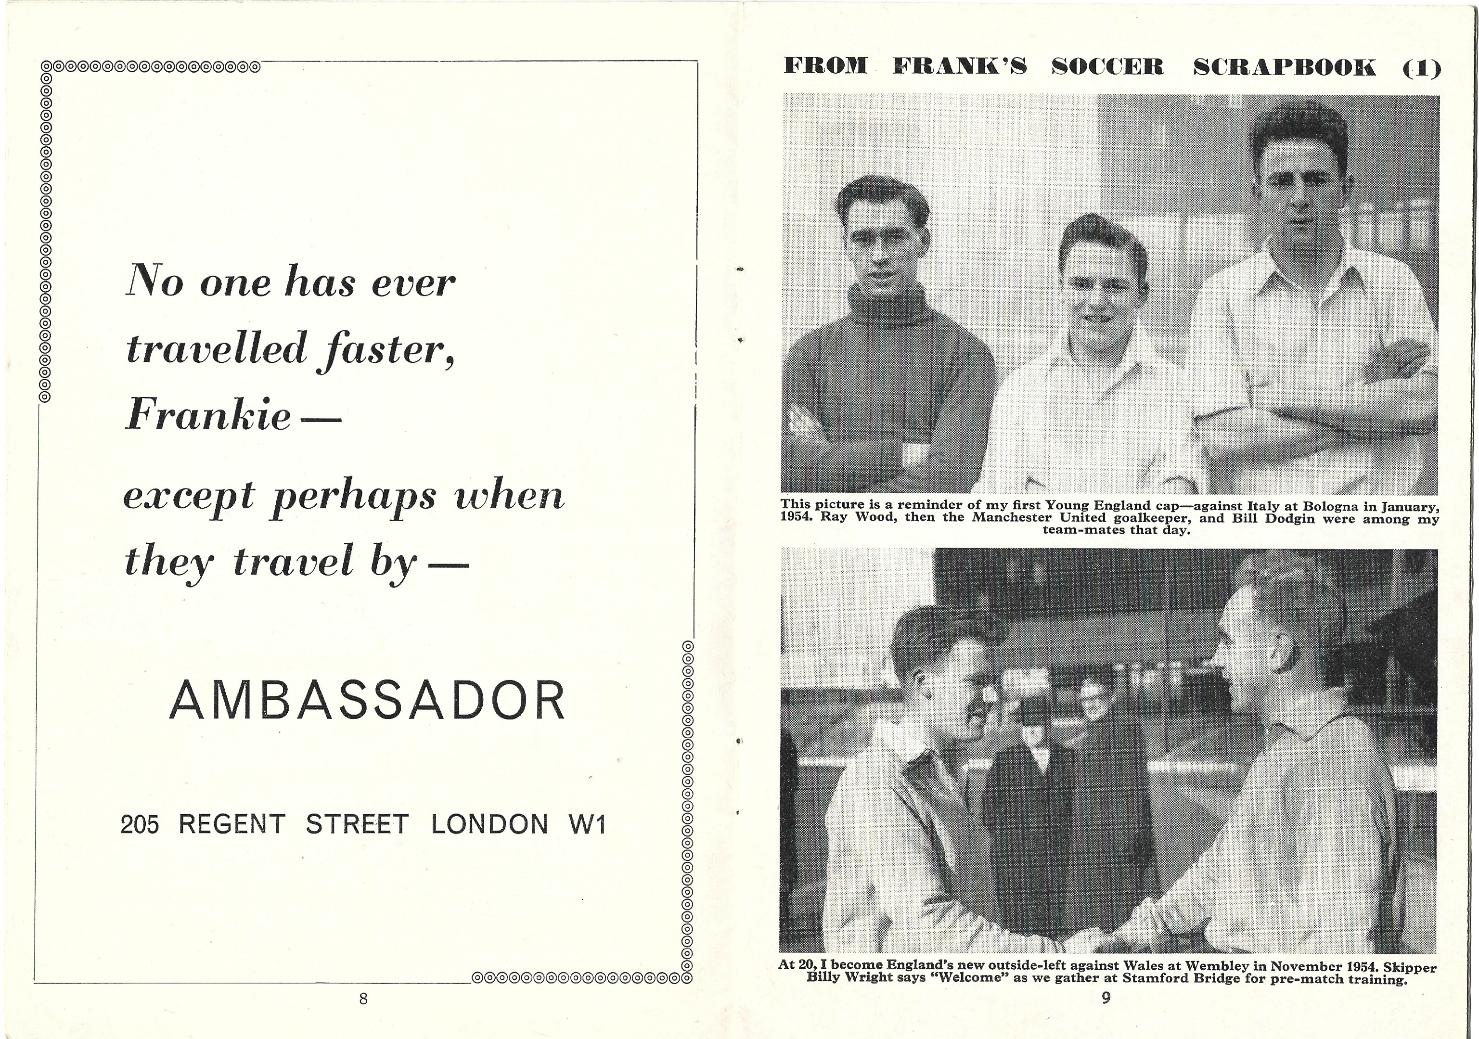 No one has ever
travelled faster,
Frankie —
except perhaps when
they travel by —
AMBASSADOR
205 REGENT STREET LONDON W1
8
FROM FRANK'S SOCCER SCRAPBOOK (1)
This picture is a reminder of my first Young England cap—against Italy at Bologna in January,
1954. Ray Wood, then the Manchester United goalkeeper, and Bill Dodgin were among my
team-mates that day.
At 20, I become England's new outside-left against Wales at Wembley in November 1954. Skipper
Billy Wright says "Welcome" as we gather at Stamford Bridge for pre-match training.
9